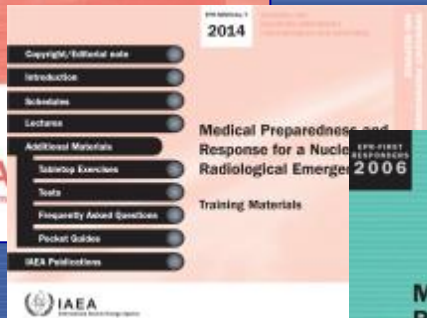 2014
Copyright/Editorial note
Introduction
Schedules
Lectures
Additional Materials
Tabletop Exercises
Tests
Frequently Asked Questions
Pocket Guides
IAEA Publications
Medical Preparedness and
Response for a Nucle
Radiological Emerge
Training Materials
IAEA
EPR-FIRST
RESPONDERS
2006
M